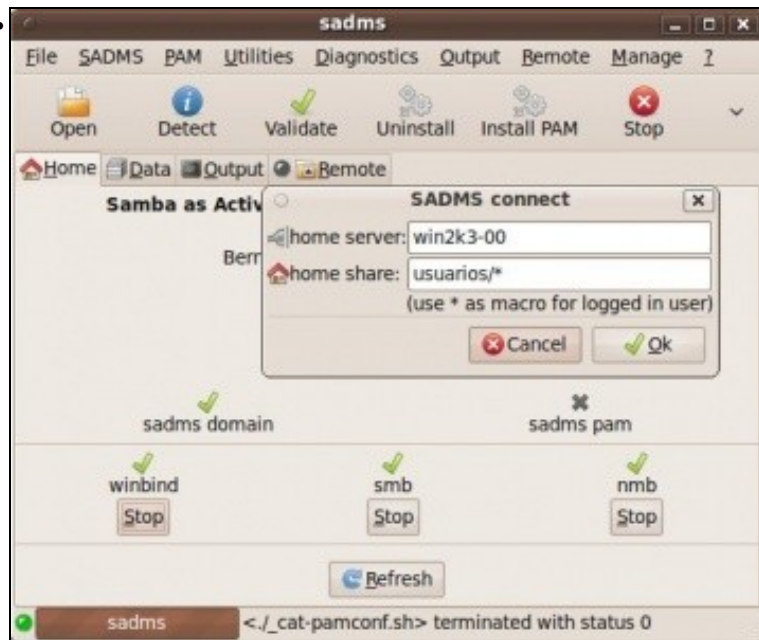 sadms
File SADMS PAM Utilities Diagnostics Output Remote Manage ?
Open Detect Validate Uninstall Install PAM Stop
Home Data Output Remote
Samba as Activ
Bern
SADMS connect
home server: win2k3-00
home share: usuarios/*
(use * as macro for logged in user)
Cancel Ok
sadms domain sadms pam
winbind smb nmb
Stop Stop Stop
Refresh
sadms <./_cat-pamconf.sh> terminated with status 0